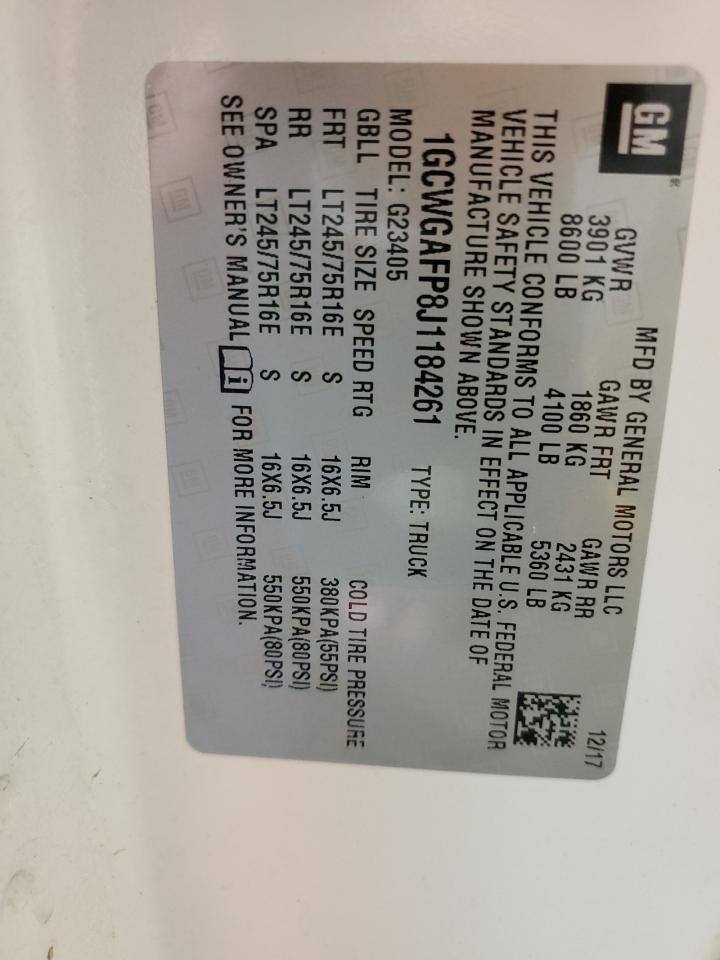 GM
MFD BY GENERAL MOTORS LLC 12/17
GVWR GAWR FRT GAWR RR
3901 KG 1860 KG 2431 KG
8600 LB 4100 LB 5360 LB
THIS VEHICLE CONFORMS TO ALL APPLICABLE U.S. FEDERAL MOTOR
VEHICLE SAFETY STANDARDS IN EFFECT ON THE DATE OF
MANUFACTURE SHOWN ABOVE.
1GCWGAFP8J1184261 TYPE: TRUCK
MODEL: G23405
GBLL TIRE SIZE SPEED RTG RIM COLD TIRE PRESSURE
FRT LT245/75R16E S 16X6.5J 380KPA(55PSI)
RR LT245/75R16E S 16X6.5J 550KPA(80PSI)
SPA LT245/75R16E S 16X6.5J 550KPA(80PSI)
SEE OWNER'S MANUAL i FOR MORE INFORMATION.